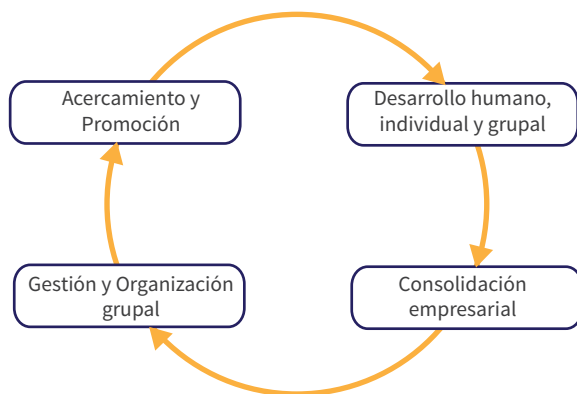 Acercamiento y
Promoción
Desarrollo humano,
individual y grupal
Gestión y Organización
grupal
Consolidación
empresarial